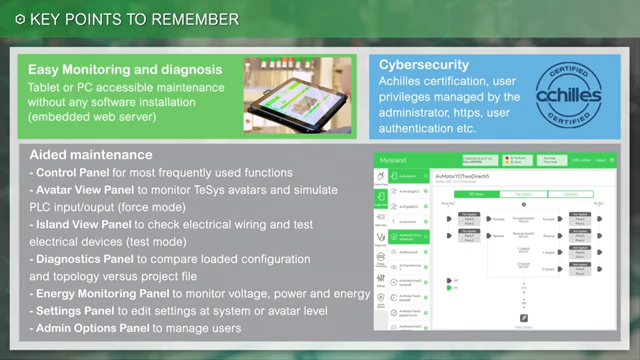 KEY POINTS TO REMEMBER
Easy Monitoring and diagnosis
Tablet or PC accessible maintenance
without any software installation
(embedded web server)
Cybersecurity
Achilles certification, user
privileges managed by the
administrator, https, user
authentication etc.
CERTIFIED
achilles
CERTIFIED
Aided maintenance
- Control Panel for most frequently used functions
- Avatar View Panel to monitor TeSys avatars and simulate
PLC input/ouput (force mode)
- Island View Panel to check electrical wiring and test
electrical devices (test mode)
- Diagnostics Panel to compare loaded configuration
and topology versus project file
- Energy Monitoring Panel to monitor voltage, power and energy
- Settings Panel to edit settings at system or avatar level
- Admin Options Panel to manage users
MyIsland
AvMotorYDTwoDirect5